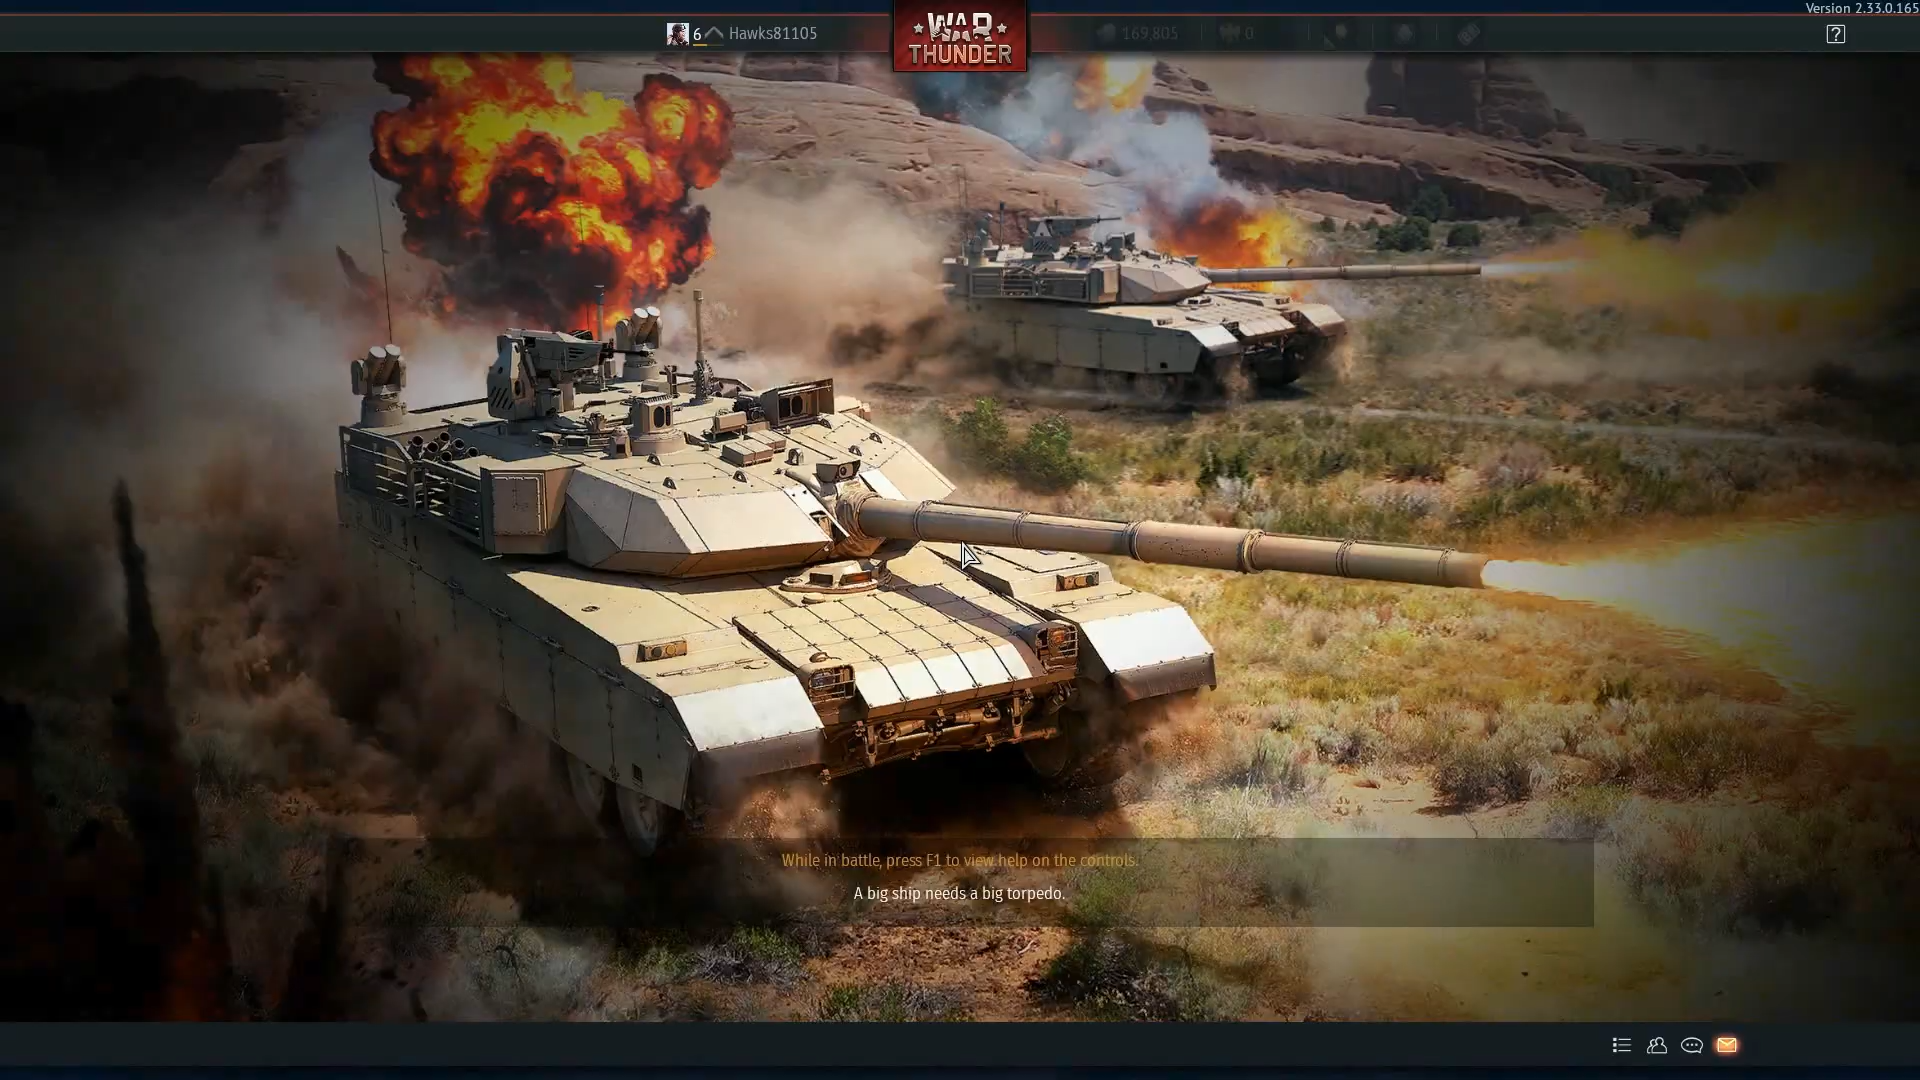 Version 2.33.0.165
6 Hawks81105
WAR
THUNDER
169,805
0
?
While in battle, press F1 to view help on the controls.
A big ship needs a big torpedo.